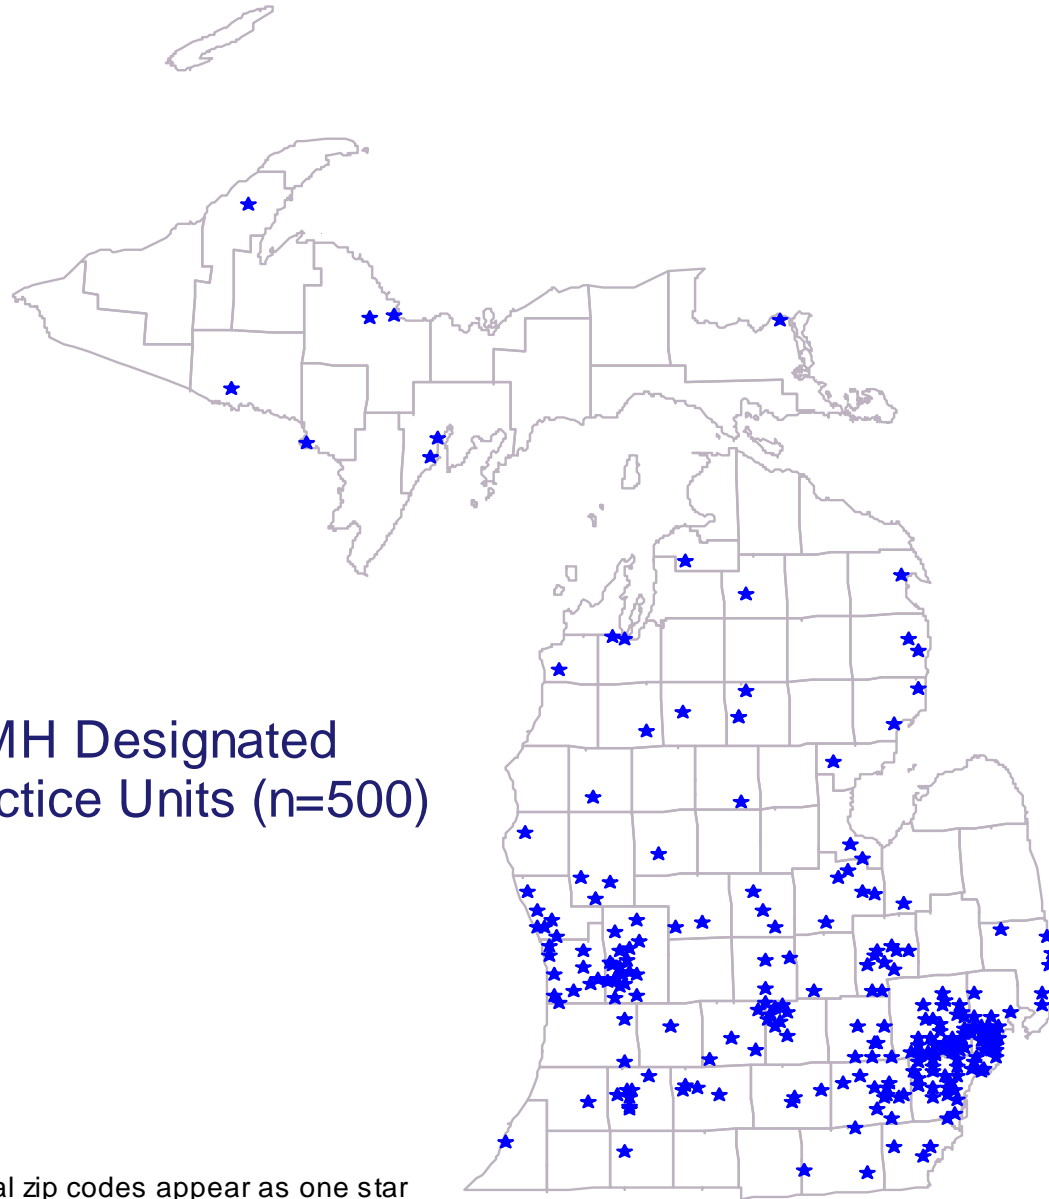 MH Designated
ctice Units (n=500)
al zip codes appear as one star